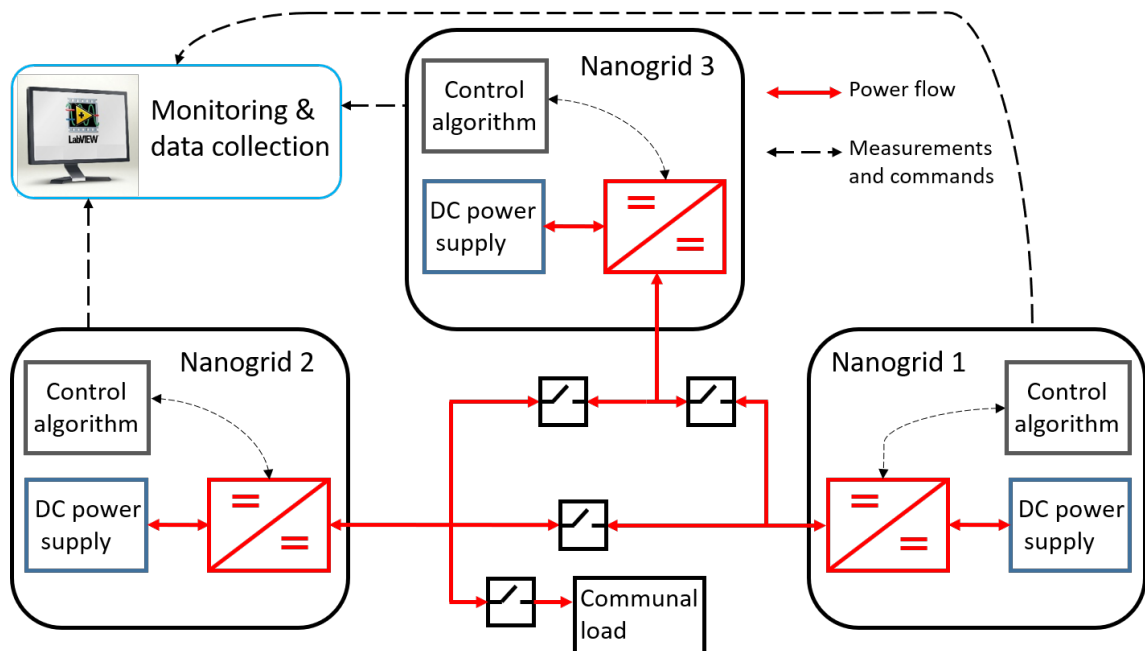 Nanogrid 3
Control
algorithm
DC power
supply
Monitoring &
data collection
LabVIEW
Power flow
Measurements
and commands
Nanogrid 2
Control
algorithm
DC power
supply
Nanogrid 1
Control
algorithm
DC power
supply
Communal
load